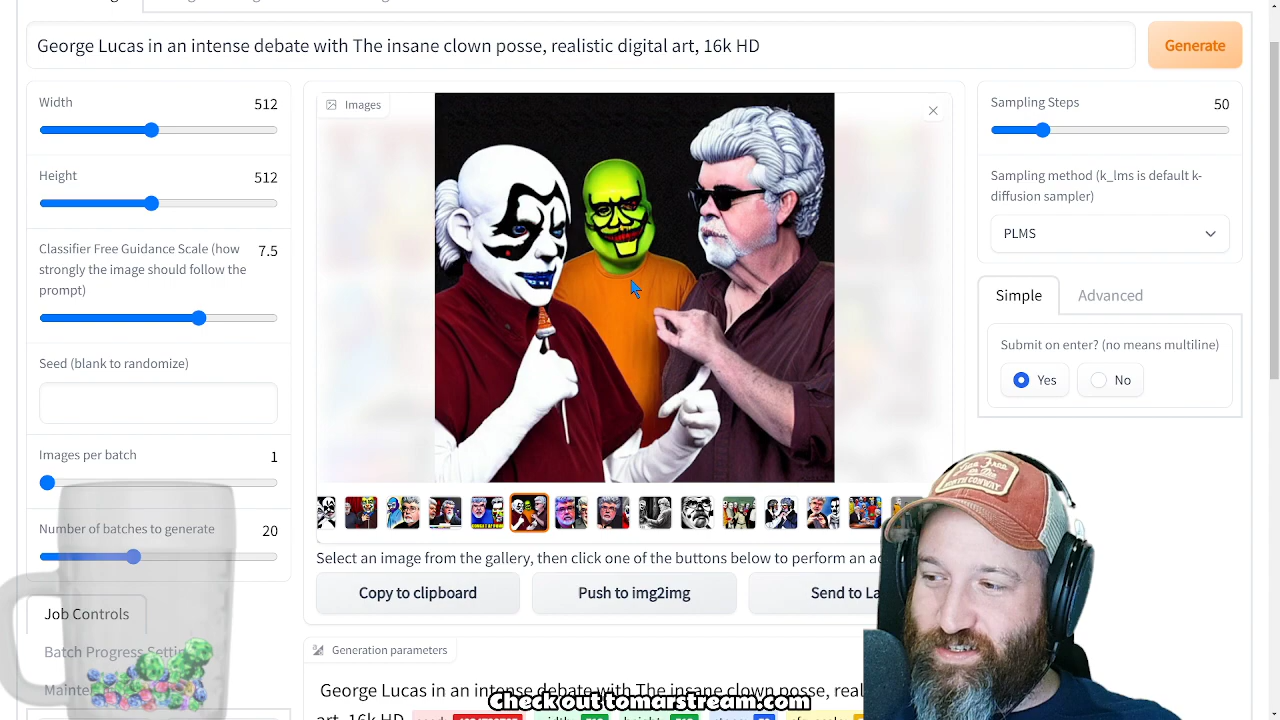 George Lucas in an intense debate with The insane clown posse, realistic digital art, 16k HD
Generate
Width
512
Height
512
Classifier Free Guidance Scale (how
strongly the image should follow the
prompt)
7.5
Seed (blank to randomize)
Images per batch
1
Number of batches to generate
20
Job Controls
Batch Progress Settin
Mainte
Images
Select an image from the gallery, then click one of the buttons below to perform an ac
Copy to clipboard
Push to img2img
Send to La
Generation parameters
George Lucas in an intense debate with The insane clown posse, real
art, 16k HD
Check out tomarstream.com
Sampling Steps
50
Sampling method (k_lms is default k-
diffusion sampler)
PLMS
Simple
Advanced
Submit on enter? (no means multiline)
Yes
No
NORTH CONWAY